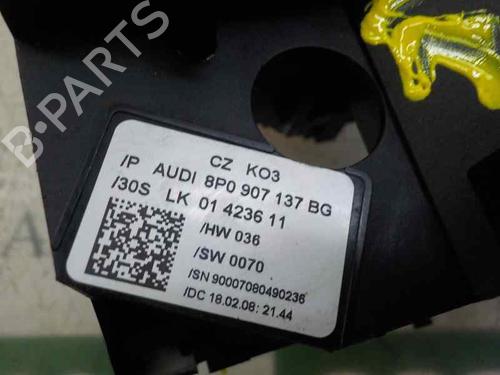 B-PARTS
CZ KO3
/P AUDI 8P0 907 137 BG
/30S LK 01 4236 11
/HW 036
/SW 0070
/SN 90007080490236
/DC 18.02.08: 21.44